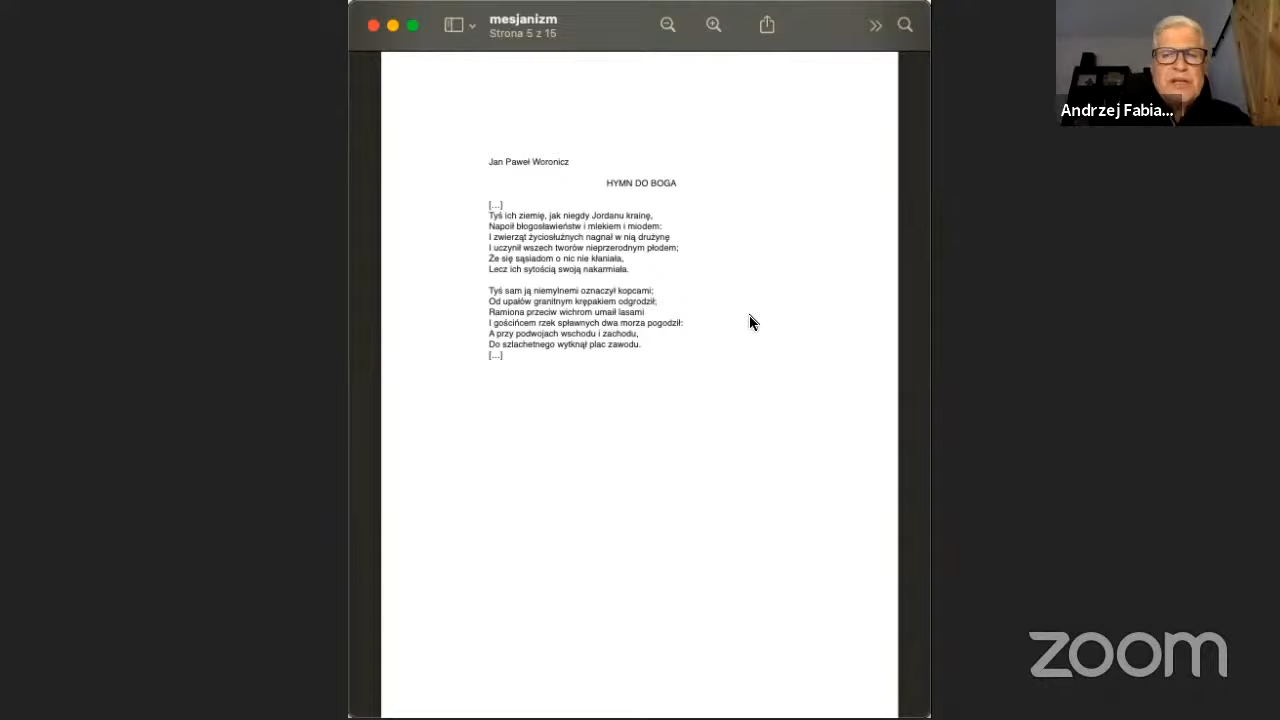 mesjanizm
Strona 5 z 15
Andrzej Fabia...
Jan Paweł Woronicz
HYMN DO BOGA
[...]
Tyś ich ziemię, jak niegdy Jordanu krainę,
Napoił błogosławieństw i mlekiem i miodem:
I zwierząt życiosłużnych nagnał w nią drużynę
I uczynił wszech tworów nieprzerodnym płodem;
Że się sąsiadom o nic nie kłaniała,
Lecz ich sytością swoją nakarmiała.
Tyś sam ją niemylnemi oznaczył kopcami;
Od upałów granitnym krępakiem odgrodził;
Ramiona przeciw wichrom umaił lasami
I gościńcem rzek spławnych dwa morza pogodził:
A przy podwojach wschodu i zachodu,
Do szlachetnego wytknął plac zawodu.
[...]
zoom